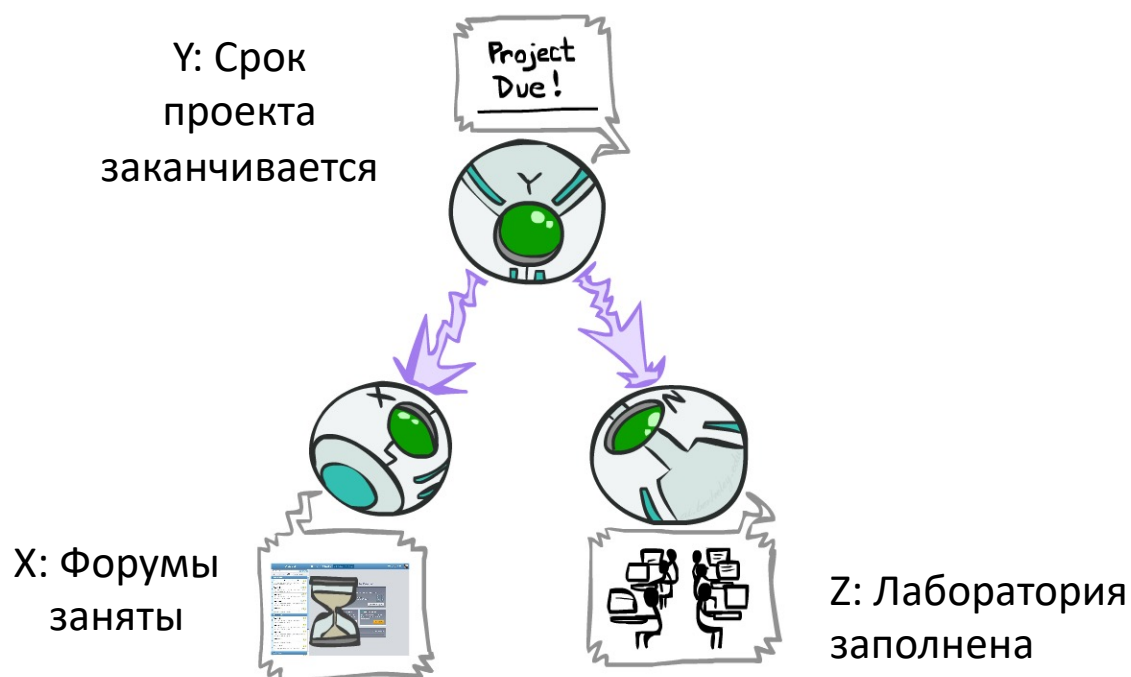 Y: Срок
проекта
заканчивается
Project
Due!
Y
X
Z
X: Форумы
заняты
Z: Лаборатория
заполнена